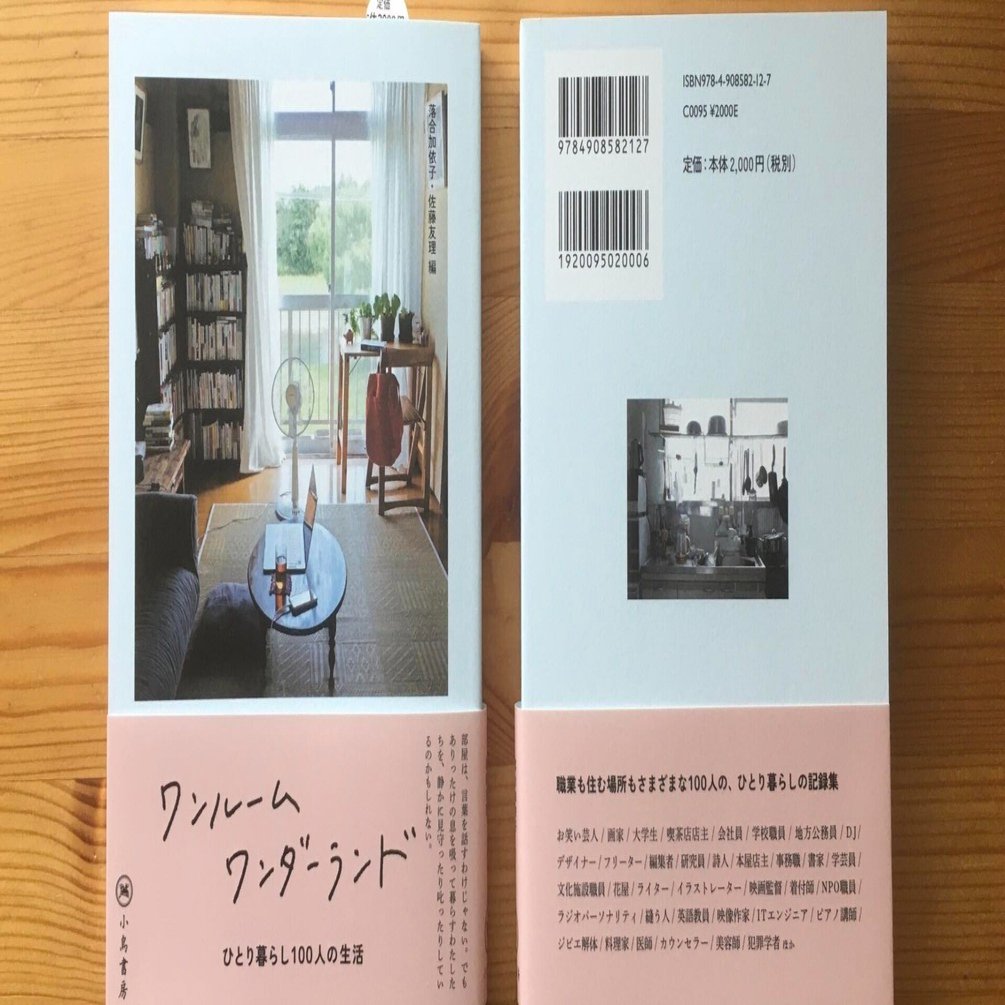 定価
落合加依子・佐藤友理 編
部屋は、言葉を話すわけじゃない。でも
ありったけの息を吸って暮らすわたした
ちを、静かに見守ったり叱ったりしてい
るのかもしれない。
ワンルーム
ワンダーランド
ひとり暮らし100人の生活
小鳥書房
9784908582127
1920095020006
ISBN978-4-908582-12-7
C0095 ¥2000E
定価：本体2,000円（税別）
職業も住む場所もさまざまな100人の、ひとり暮らしの記録集
お笑い芸人/画家/大学生/喫茶店店主/会社員/学校職員/地方公務員/DJ/
デザイナー/フリーター/編集者/研究員/詩人/本屋店主/事務職/書家/学芸員/
文化施設職員/花屋/ライター/イラストレーター/映画監督/着付師/NPO職員/
ラジオパーソナリティ/縫う人/英語教員/映像作家/ITエンジニア/ピアノ講師/
ジビエ解体/料理家/医師/カウンセラー/美容師/犯罪学者 ほか